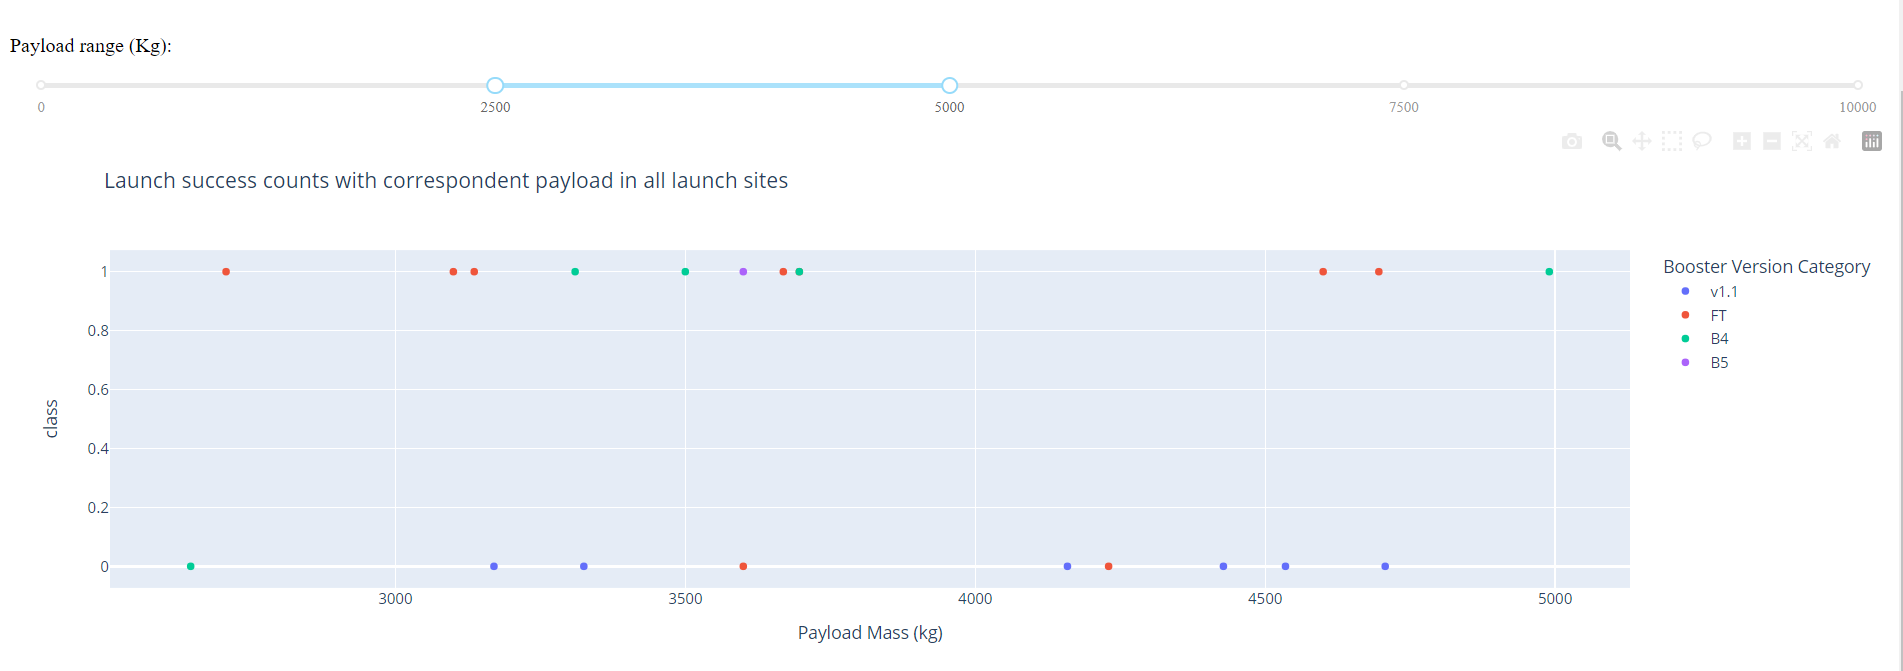 Payload range (Kg):
0 2500 5000 7500 10000
Launch success counts with correspondent payload in all launch sites
1
0.8
0.6
0.4
0.2
0
class
3000 3500 4000 4500 5000
Payload Mass (kg)
Booster Version Category
v1.1
FT
B4
B5